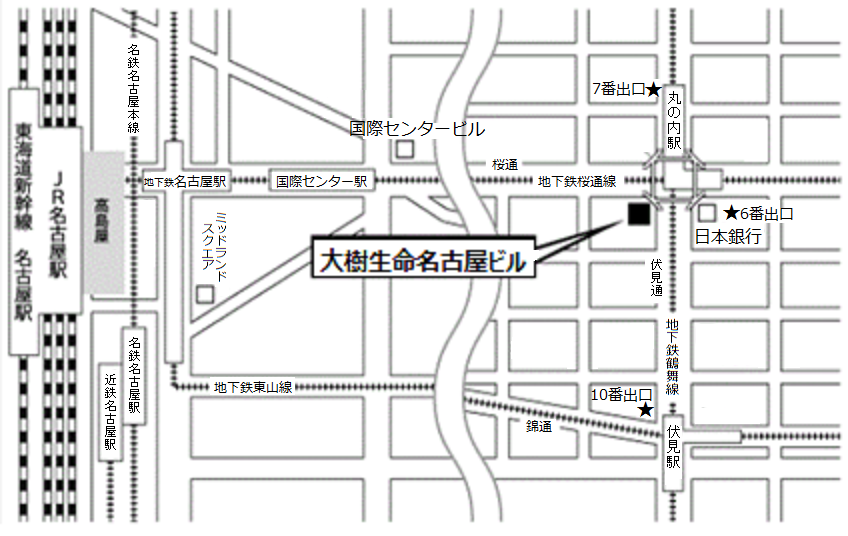 名鉄名古屋本線
7番出口★
丸の内駅
国際センタービル
東海道新幹線 名古屋駅
JR名古屋駅
高島屋
地下鉄名古屋駅
国際センター駅
桜通
地下鉄桜通線
ミッドランド
スクエア
★6番出口
日本銀行
大樹生命名古屋ビル
伏見通
地下鉄鶴舞線
名鉄名古屋駅
近鉄名古屋駅
地下鉄東山線
10番出口
★
錦通
伏見駅